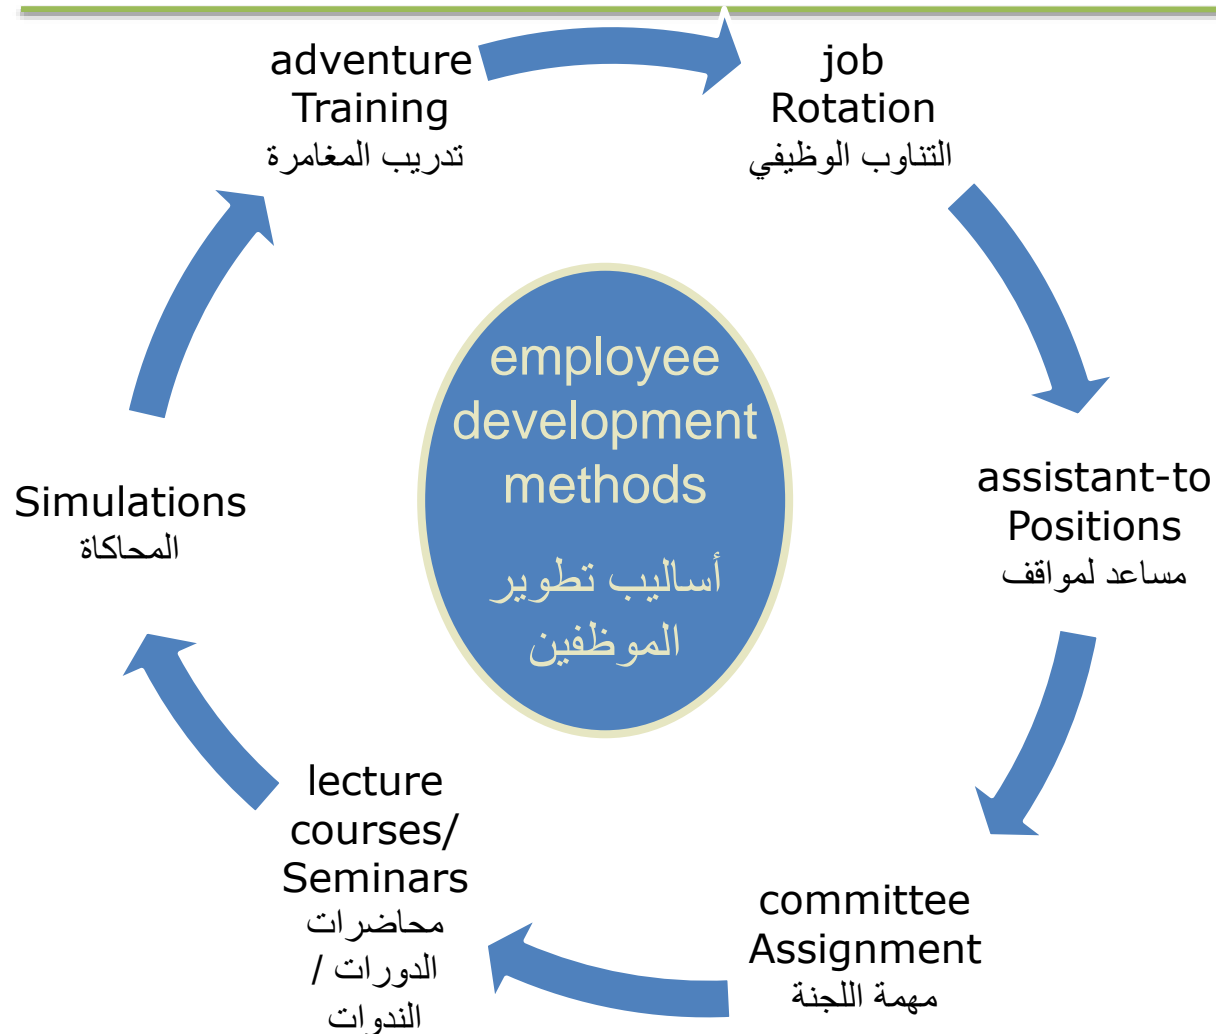 adventure
Training
تدريب المغامرة
job
Rotation
التناوب الوظيفي
employee
development
methods
أساليب تطوير
الموظفين
assistant-to
Positions
مساعد لمواقف
Simulations
المحاكاة
lecture
courses/
Seminars
محاضرات
الدورات /
الندوات
committee
Assignment
مهمة اللجنة